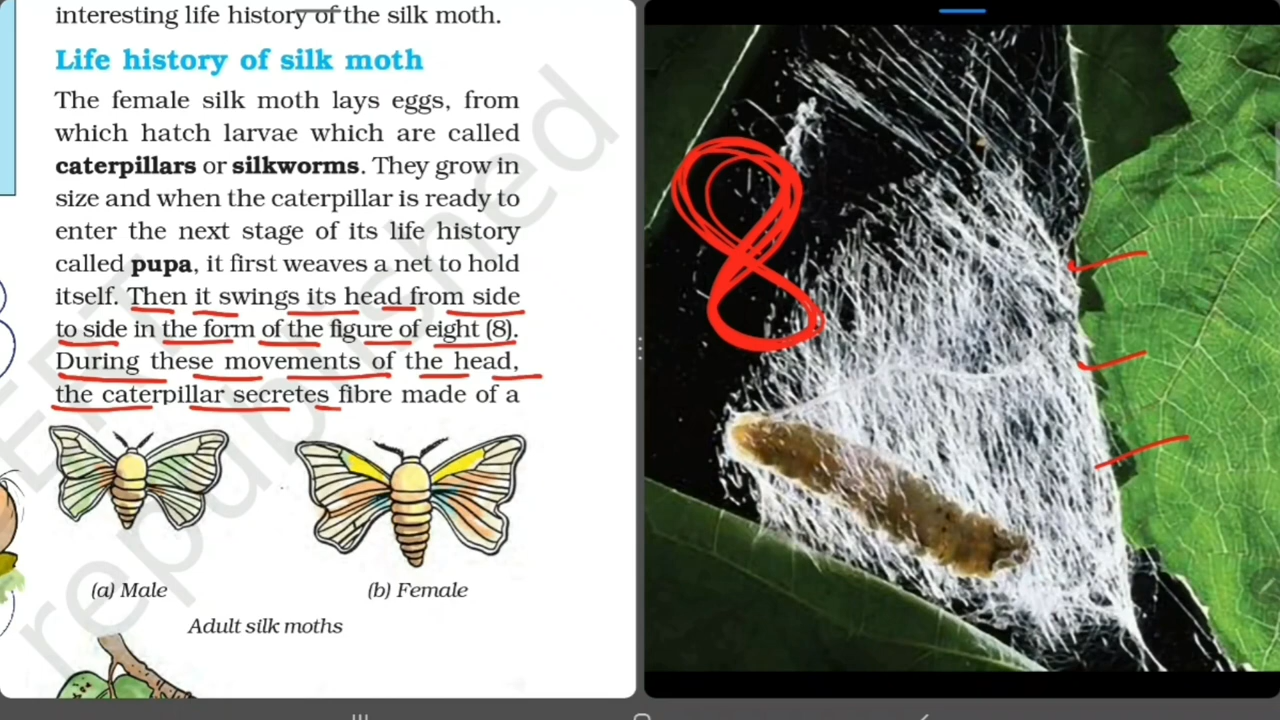 interesting life history of the silk moth.
Life history of silk moth
The female silk moth lays eggs, from
which hatch larvae which are called
caterpillars or silkworms. They grow in
size and when the caterpillar is ready to
enter the next stage of its life history
called pupa, it first weaves a net to hold
itself. Then it swings its head from side
to side in the form of the figure of eight (8).
During these movements of the head,
the caterpillar secretes fibre made of a
(a) Male
(b) Female
Adult silk moths
8
republished